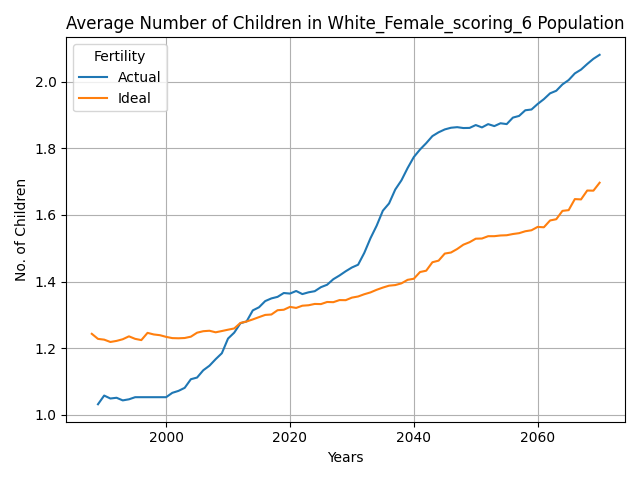 Average Number of Children in White_Female_scoring_6 Population
Fertility
Actual
Ideal
2.0
1.8
1.6
1.4
1.2
1.0
No. of Children
2000
2020
2040
2060
Years